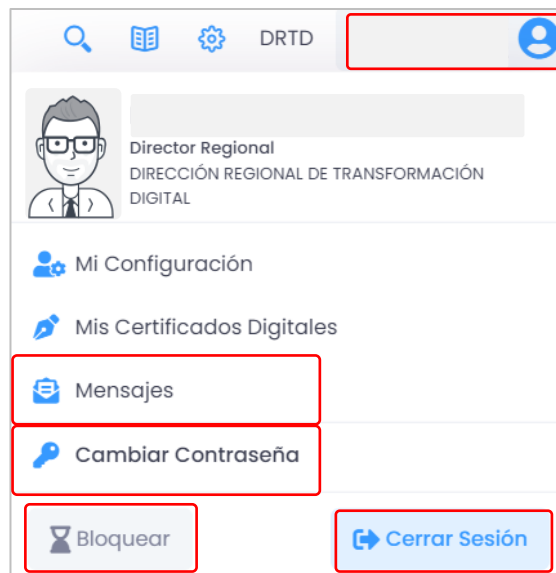 DRTD
Director Regional
DIRECCIÓN REGIONAL DE TRANSFORMACIÓN
DIGITAL
Mi Configuración
Mis Certificados Digitales
Mensajes
Cambiar Contraseña
Bloquear
Cerrar Sesión